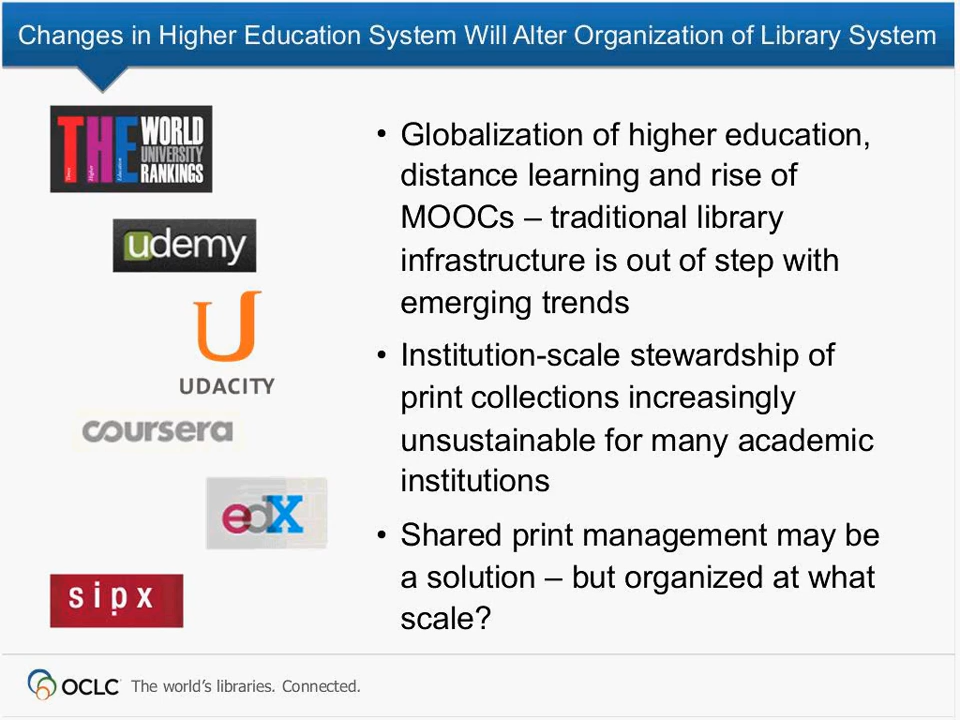 Changes in Higher Education System Will Alter Organization of Library System
THE WORLD
UNIVERSITY
RANKINGS
Times Higher Education
udemy
U
UDACITY
coursera
edX
sipx
• Globalization of higher education,
distance learning and rise of
MOOCs – traditional library
infrastructure is out of step with
emerging trends
• Institution-scale stewardship of
print collections increasingly
unsustainable for many academic
institutions
• Shared print management may be
a solution – but organized at what
scale?
OCLC The world's libraries. Connected.